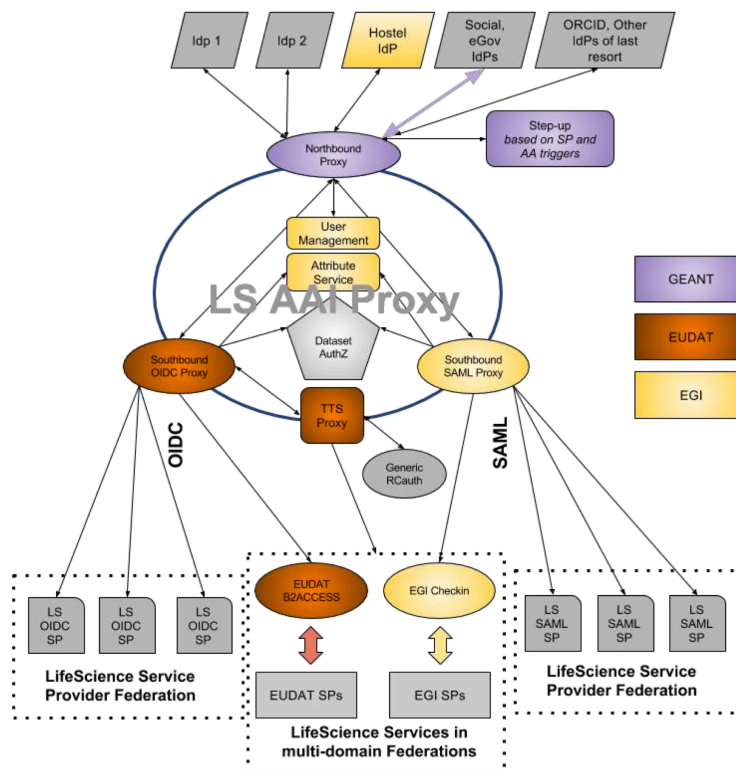 Idp 1
Idp 2
Hostel
IdP
Social,
eGov
IdPs
ORCID, Other
IdPs of last
resort
Northbound
Proxy
Step-up
based on SP and
AA triggers
User
Management
Attribute
Service
LS AAI Proxy
Dataset
AuthZ
Southbound
OIDC Proxy
Southbound
SAML Proxy
GEANT
EUDAT
EGI
TTS
Proxy
OIDC
SAML
Generic
RCauth
LS
OIDC
SP
LS
OIDC
SP
LS
OIDC
SP
LifeScience Service
Provider Federation
EUDAT
B2ACCESS
EGI Checkin
EUDAT SPs
EGI SPs
LifeScience Services in
multi-domain Federations
LS
SAML
SP
LS
SAML
SP
LS
SAML
SP
LifeScience Service
Provider Federation